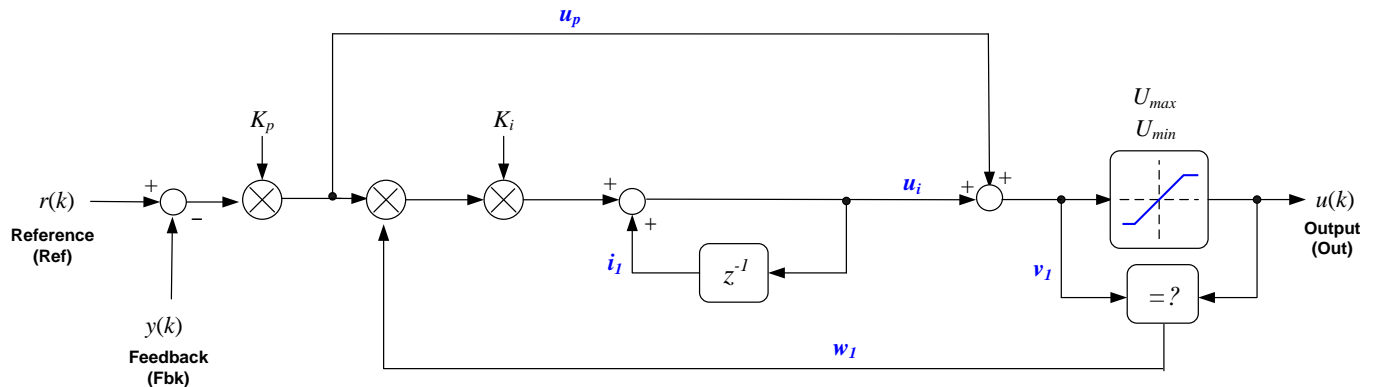 u_p
U_max
U_min
K_p
K_i
+
−
+
+
+
+
r(k)
Reference
(Ref)
u_i
u(k)
Output
(Out)
i_1
z^-1
v_1
=?
y(k)
Feedback
(Fbk)
w_1